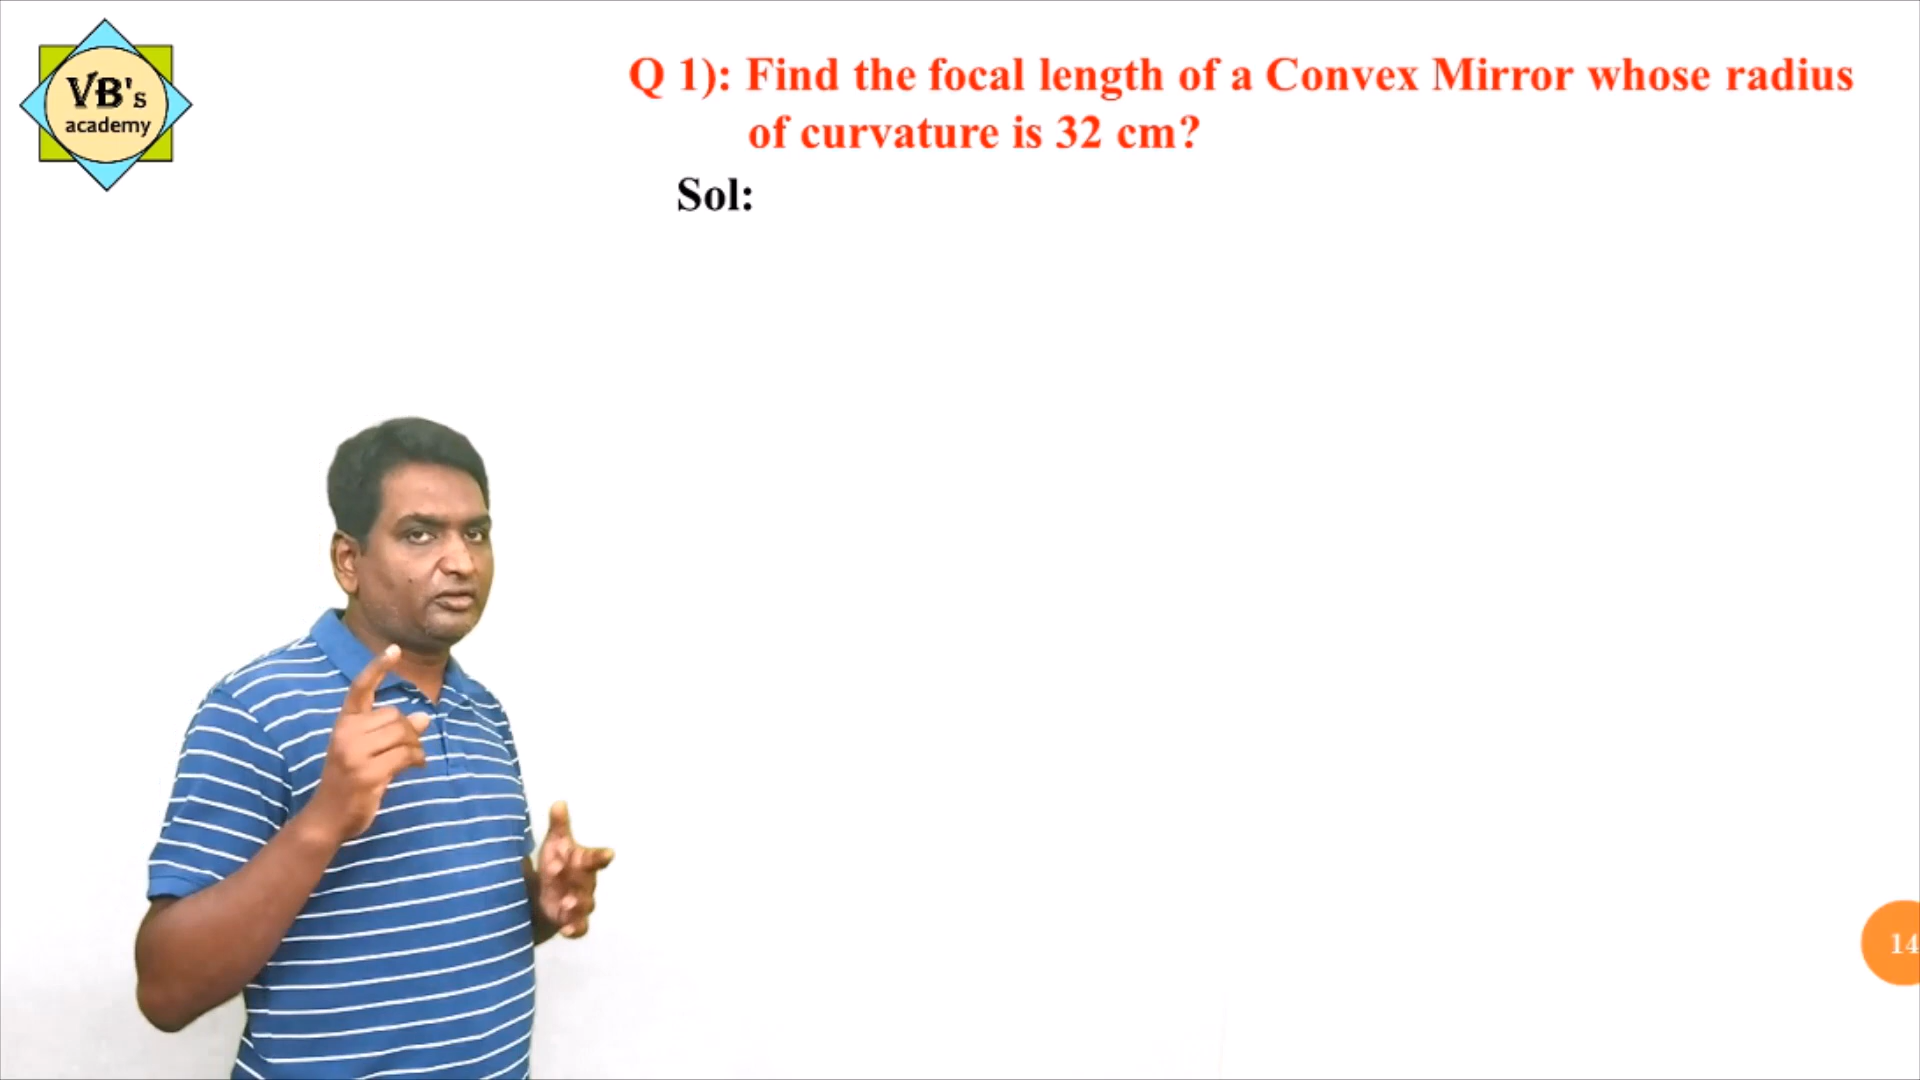 VB's
academy
Q 1): Find the focal length of a Convex Mirror whose radius
of curvature is 32 cm?
Sol:
14